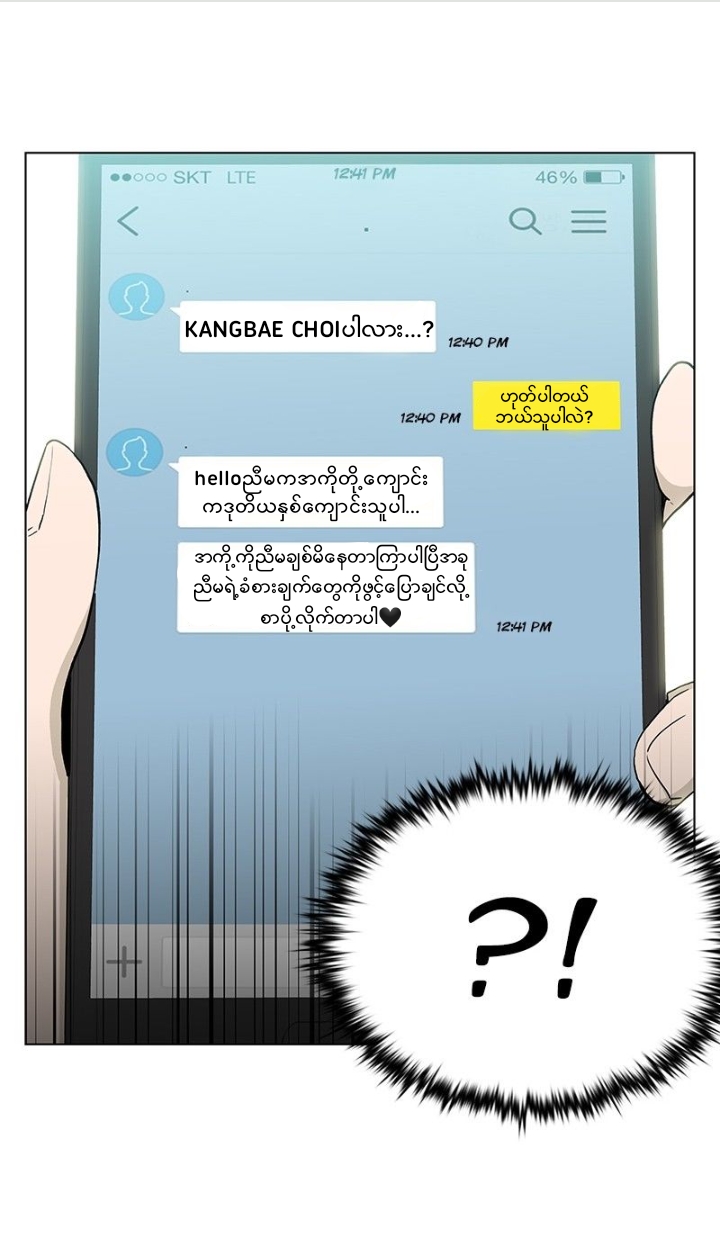 SKT LTE 12:41 PM 46%
KANGBAE CHOIပါလား...?
12:40 PM
ဟုတ်ပါတယ်
ဘယ်သူပါလဲ?
12:40 PM
helloညီမကအာကိုတို့ကျောင်း
ကဒုတိယနှစ်ကျောင်းသူပါ...
အကို့ကိုညီမချစ်မိနေတာကြာပါပြီအခု
ညီမရဲ့ခံစားချက်တွေကိုဖွင့်ပြောချင်လို့
စာပို့လိုက်တာပါ🖤
12:41 PM
?!